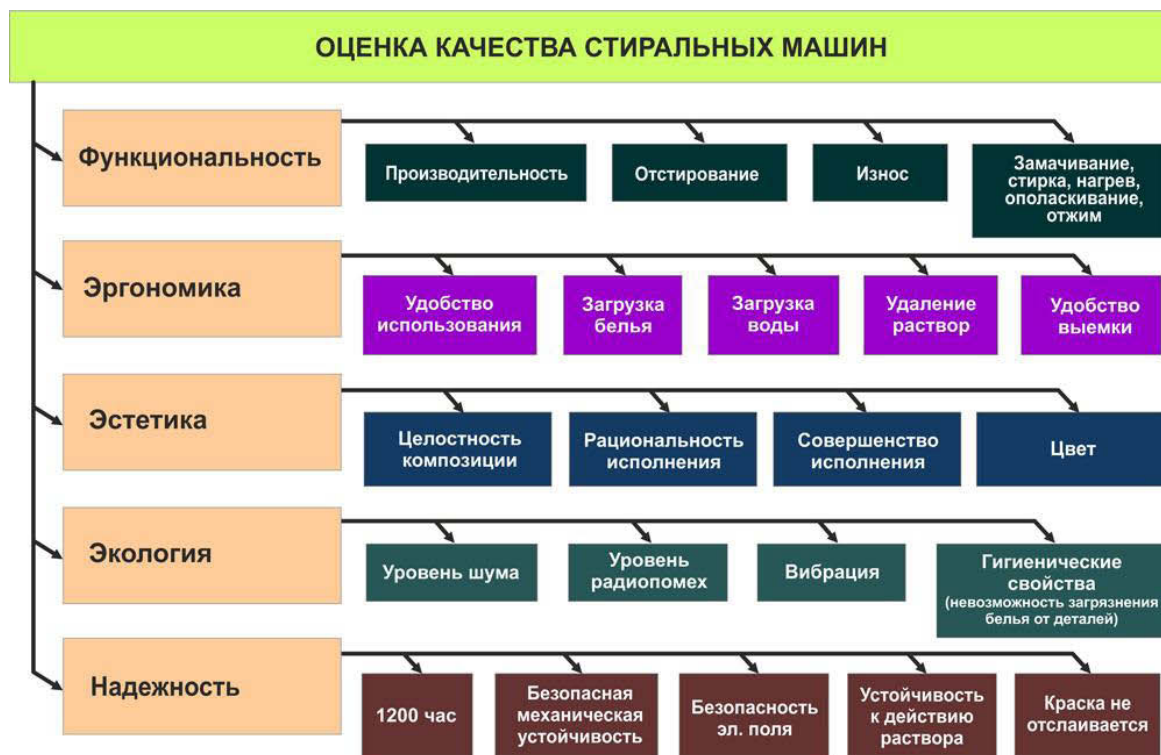 ОЦЕНКА КАЧЕСТВА СТИРАЛЬНЫХ МАШИН
Функциональность
Производительность
Отстирование
Износ
Замачивание,
стирка, нагрев,
ополаскивание,
отжим
Эргономика
Удобство
использования
Загрузка
белья
Загрузка
воды
Удаление
раствор
Удобство
выемки
Эстетика
Целостность
композиции
Рациональность
исполнения
Совершенство
исполнения
Цвет
Экология
Уровень шума
Уровень
радиопомех
Вибрация
Гигиенические
свойства
(невозможность загрязнения
белья от деталей)
Надежность
1200 час
Безопасная
механическая
устойчивость
Безопасность
эл. поля
Устойчивость
к действию
раствора
Краска не
отслаивается